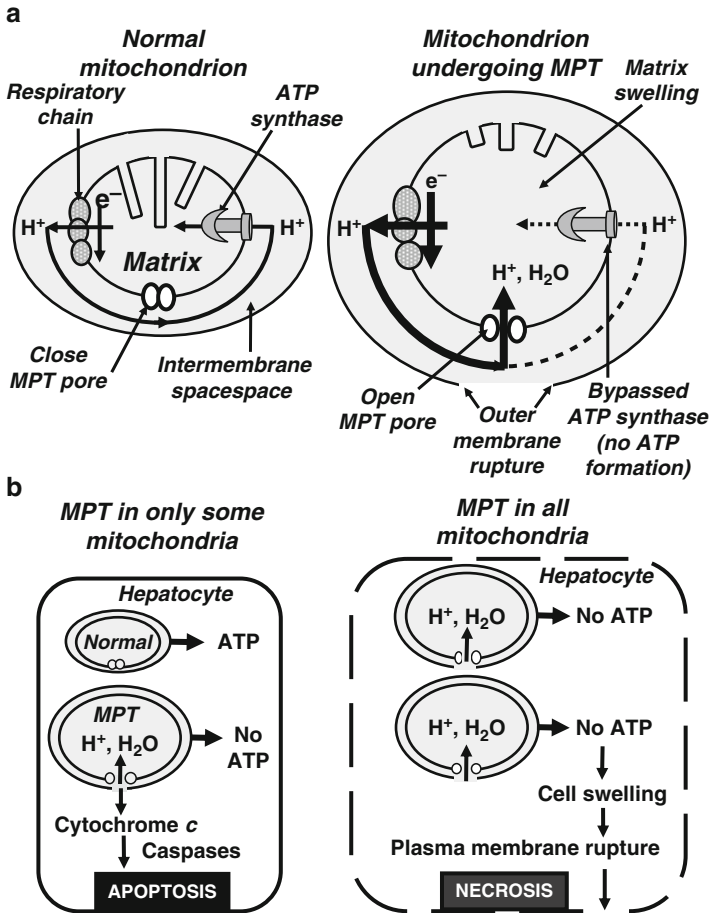 a
Normal
mitochondrion
Respiratory
chain
ATP
synthase
e–
H+
H+
Matrix
Close
MPT pore
Intermembrane
spacespace
Mitochondrion
undergoing MPT
Matrix
swelling
e–
H+
H+
H+, H2O
Open
MPT pore
Outer
membrane
rupture
Bypassed
ATP synthase
(no ATP
formation)
b
MPT in only some
mitochondria
Hepatocyte
Normal
ATP
MPT
H+, H2O
No
ATP
Cytochrome c
Caspases
APOPTOSIS
MPT in all
mitochondria
Hepatocyte
H+, H2O
No ATP
H+, H2O
No ATP
Cell swelling
Plasma membrane rupture
NECROSIS